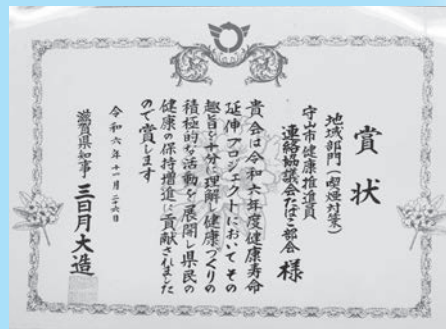 賞状
地域部門（喫煙対策）
守山市健康推進員
連絡協議会たばこ部会 様
貴会は令和六年度健康寿命
延伸プロジェクトにおいてその
趣旨を十分に理解し健康づくりの
積極的な活動を展開し県民の
健康の保持増進に貢献されました
ので賞します
令和六年十一月二十六日
滋賀県知事 三日月大造